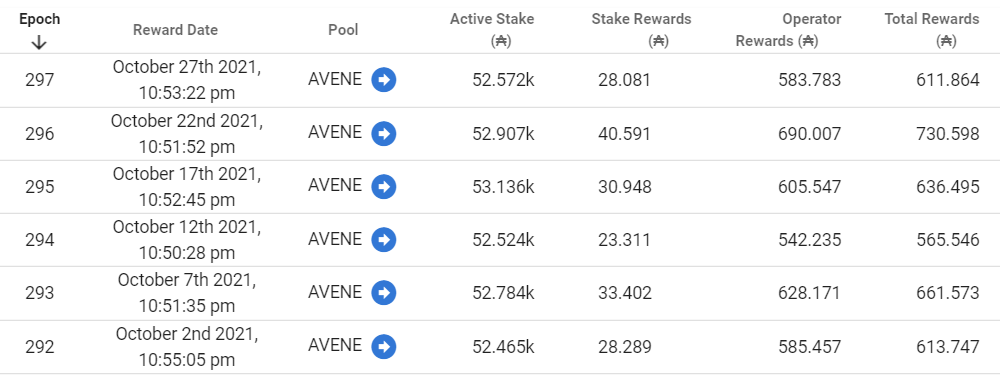 Epoch Reward Date Pool Active Stake (₳) Stake Rewards (₳) Operator Rewards (₳) Total Rewards (₳)
297 October 27th 2021, 10:53:22 pm AVENE 52.572k 28.081 583.783 611.864
296 October 22nd 2021, 10:51:52 pm AVENE 52.907k 40.591 690.007 730.598
295 October 17th 2021, 10:52:45 pm AVENE 53.136k 30.948 605.547 636.495
294 October 12th 2021, 10:50:28 pm AVENE 52.524k 23.311 542.235 565.546
293 October 7th 2021, 10:51:35 pm AVENE 52.784k 33.402 628.171 661.573
292 October 2nd 2021, 10:55:05 pm AVENE 52.465k 28.289 585.457 613.747